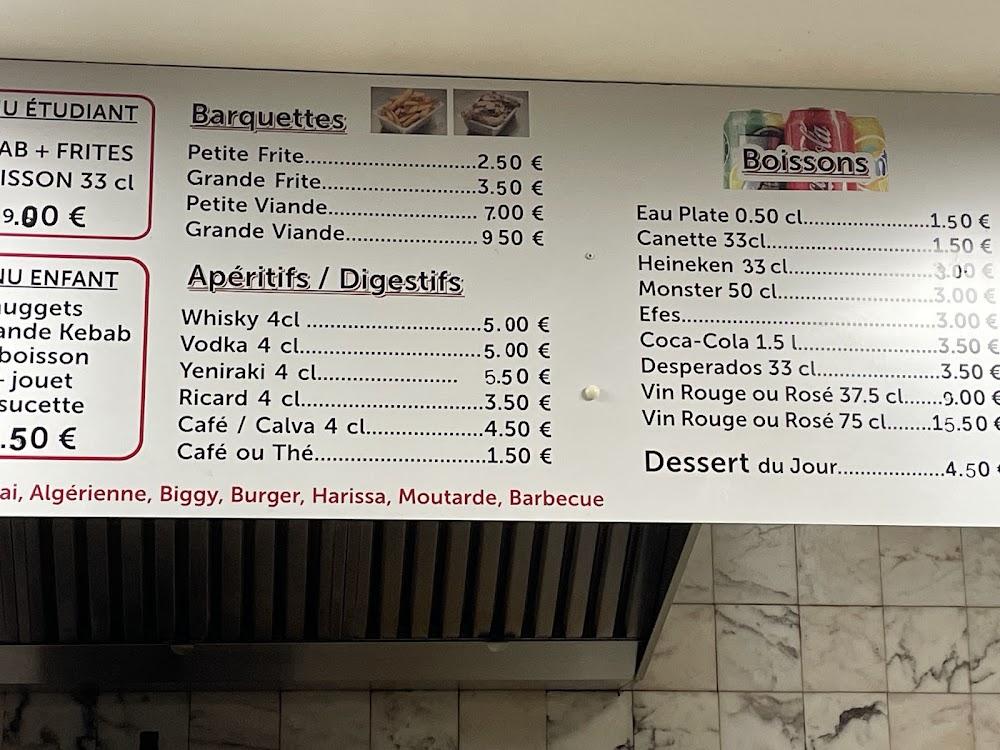 U ÉTUDIANT
AB + FRITES
ISSON 33 cl
9.00 €
NU ENFANT
nuggets
ande Kebab
boisson
- jouet
sucette
.50 €
Barquettes
Petite Frite..........................2.50 €
Grande Frite........................3.50 €
Petite Viande....................... 7.00 €
Grande Viande.................... 9 50 €
Apéritifs / Digestifs
Whisky 4cl ...........................5.00 €
Vodka 4 cl............................5.00 €
Yeniraki 4 cl..................... 5.50 €
Ricard 4 cl............................3.50 €
Café / Calva 4 cl..................4.50 €
Café ou Thé..........................1.50 €
ai, Algérienne, Biggy, Burger, Harissa, Moutarde, Barbecue
Boissons
Eau Plate 0.50 cl...................1.50 €
Canette 33cl.........................1.50 €
Heineken 33 cl......................3.00 €
Monster 50 cl.......................3.00 €
Efes......................................3.00 €
Coca-Cola 1.5 l.....................3.50 €
Desperados 33 cl..................3.50 €
Vin Rouge ou Rosé 37.5 cl......9.00 €
Vin Rouge ou Rosé 75 cl.......15.50 €
Dessert du Jour................4.50 €